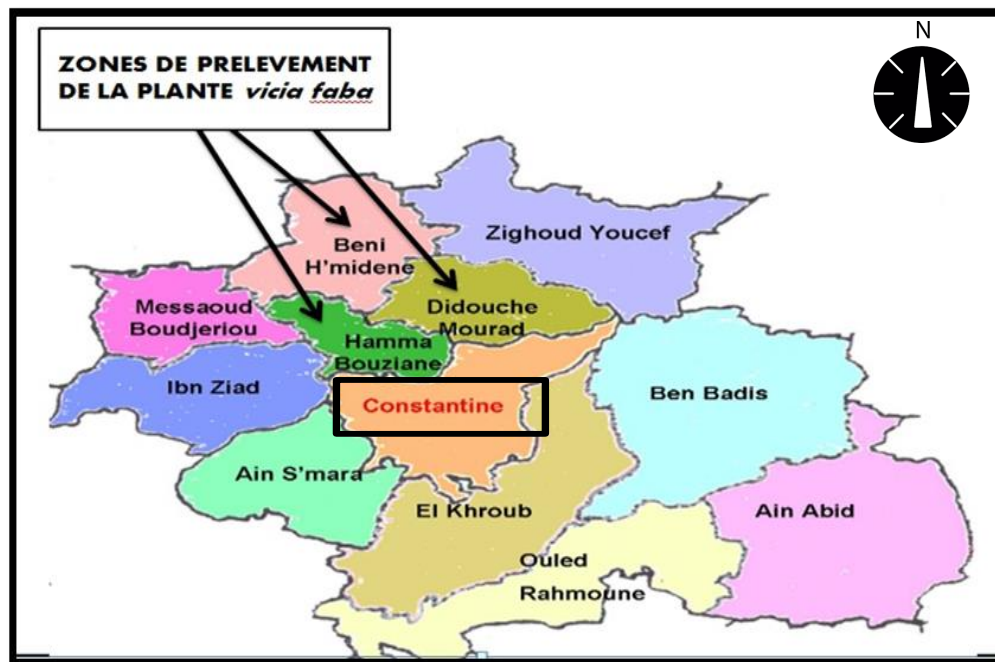 N
ZONES DE PRELEVEMENT
DE LA PLANTE vicia faba
Zighoud Youcef
Beni
H'midene
Messaoud
Boudjeriou
Didouche
Mourad
Hamma
Bouziane
Ibn Ziad
Constantine
Ben Badis
Ain S'mara
El Khroub
Ain Abid
Ouled
Rahmoune